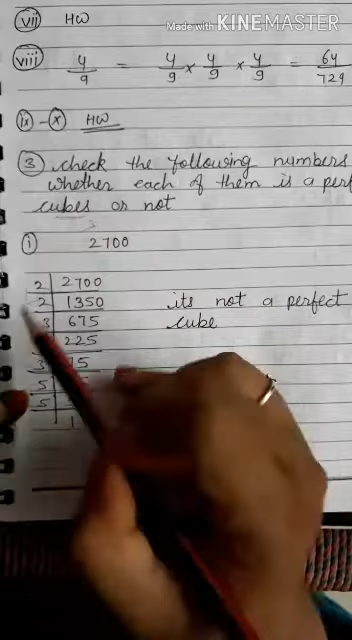 Made with KINEMASTER
vii HW
viii 4/9 = 4/9 × 4/9 × 4/9 = 64/729
ix - x HW
3 check the following numbers
whether each of them is a perf
cubes or not
i 2700
2 | 2700
2 | 1350 its not a perfect
3 | 675 cube
225
3 | 75
5
5
1